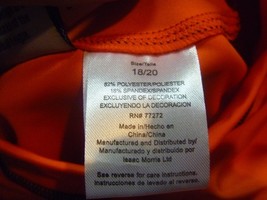 Size/Talla
18/20
82% POLYESTER/POLIESTER
18% SPANDEX/SPANDEX
EXCLUSIVE OF DECORATION
EXCLUYENDO LA DECORACION
RN# 77272
Made in/Hecho en
China/China
Manufactured and Distributed by/
Manufacturado y distribuido por
Isaac Morris Ltd
See reverse for care instructions.
Instrucciones de lavado al reverso.